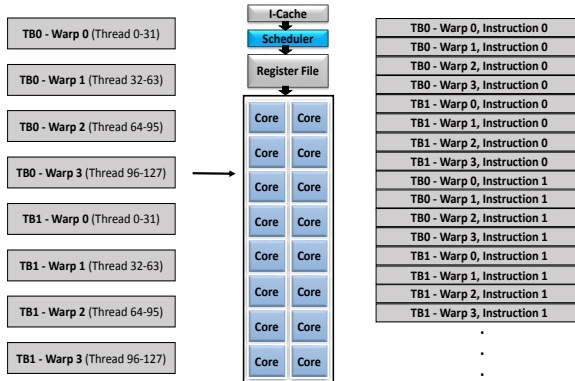 TB0 - Warp 0 (Thread 0-31)
TB0 - Warp 1 (Thread 32-63)
TB0 - Warp 2 (Thread 64-95)
TB0 - Warp 3 (Thread 96-127)
TB1 - Warp 0 (Thread 0-31)
TB1 - Warp 1 (Thread 32-63)
TB1 - Warp 2 (Thread 64-95)
TB1 - Warp 3 (Thread 96-127)
I-Cache
Scheduler
Register File
Core Core
Core Core
Core Core
Core Core
Core Core
Core Core
Core Core
Core Core
TB0 - Warp 0, Instruction 0
TB0 - Warp 1, Instruction 0
TB0 - Warp 2, Instruction 0
TB0 - Warp 3, Instruction 0
TB1 - Warp 0, Instruction 0
TB1 - Warp 1, Instruction 0
TB1 - Warp 2, Instruction 0
TB1 - Warp 3, Instruction 0
TB0 - Warp 0, Instruction 1
TB0 - Warp 1, Instruction 1
TB0 - Warp 2, Instruction 1
TB0 - Warp 3, Instruction 1
TB1 - Warp 0, Instruction 1
TB1 - Warp 1, Instruction 1
TB1 - Warp 2, Instruction 1
TB1 - Warp 3, Instruction 1
.
.
.